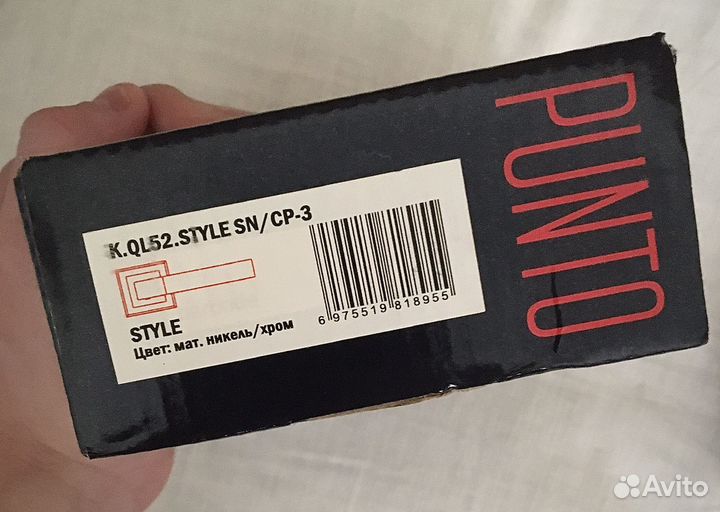 K.QL52.STYLE SN/CP-3
STYLE
Цвет: мат. никель/хром
6 975519 818955
PUNTO
Avito